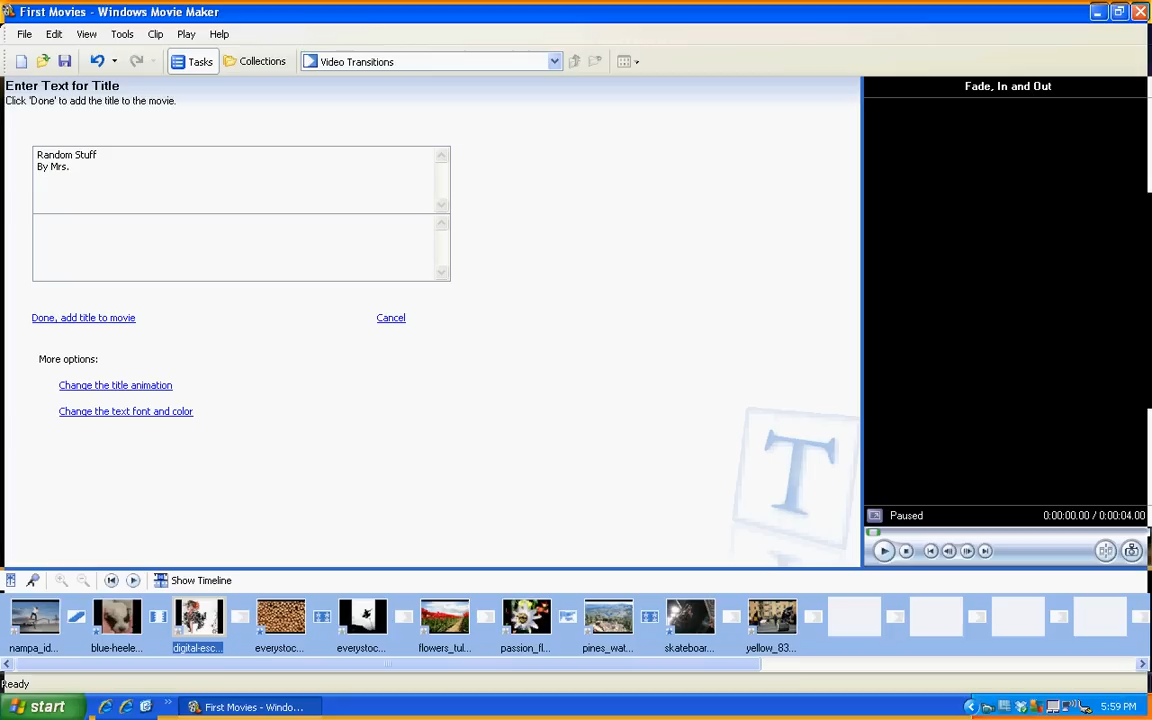 First Movies - Windows Movie Maker
File Edit View Tools Clip Play Help
Tasks Collections Video Transitions
Enter Text for Title
Click 'Done' to add the title to the movie.
Fade, In and Out
Random Stuff
By Mrs.
Done, add title to movie Cancel
More options:
Change the title animation
Change the text font and color
T
Paused 0:00:00.00 / 0:00:04.00
Show Timeline
nampa_id... blue-heele... digital-esc... everystoc... everystoc... flowers_tul... passion_fl... pines_wat... skateboar... yellow_83...
Ready
start First Movies - Windo... 5:59 PM